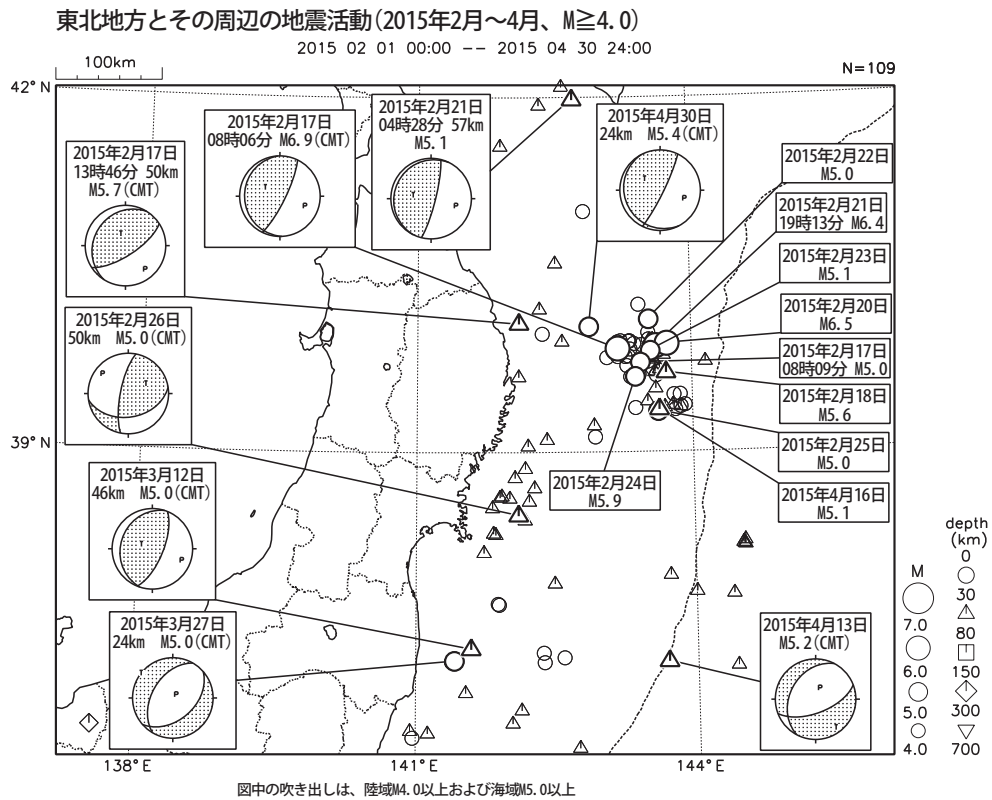 東北地方とその周辺の地震活動(2015年2月～4月、M≧4.0)
2015 02 01 00:00 -- 2015 04 30 24:00
100km
N=109
42°N
39°N
138°E
141°E
144°E
2015年2月17日
13時46分 50km
M5.7(CMT)
T
P
2015年2月17日
08時06分 M6.9(CMT)
T
P
2015年2月21日
04時28分 57km
M5.1
T
P
2015年4月30日
24km M5.4(CMT)
T
P
2015年2月22日
M5.0
2015年2月21日
19時13分 M6.4
2015年2月23日
M5.1
2015年2月20日
M6.5
2015年2月17日
08時09分 M5.0
2015年2月18日
M5.6
2015年2月25日
M5.0
2015年4月16日
M5.1
2015年2月24日
M5.9
2015年2月26日
50km M5.0(CMT)
P
T
2015年3月12日
46km M5.0(CMT)
T
P
2015年3月27日
24km M5.0(CMT)
T
P
2015年4月13日
M5.2(CMT)
P
T
M
7.0
6.0
5.0
4.0
depth
(km)
0
30
80
150
300
700
図中の吹き出しは、陸域M4.0以上および海域M5.0以上